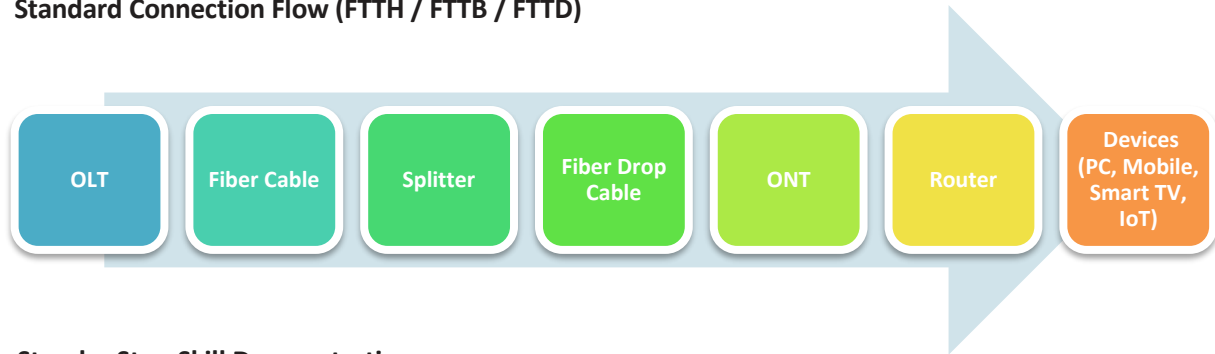 Standard Connection Flow (FTTH / FTTB / FTTD)
OLT
Fiber Cable
Splitter
Fiber Drop
Cable
ONT
Router
Devices
(PC, Mobile,
Smart TV,
IoT)